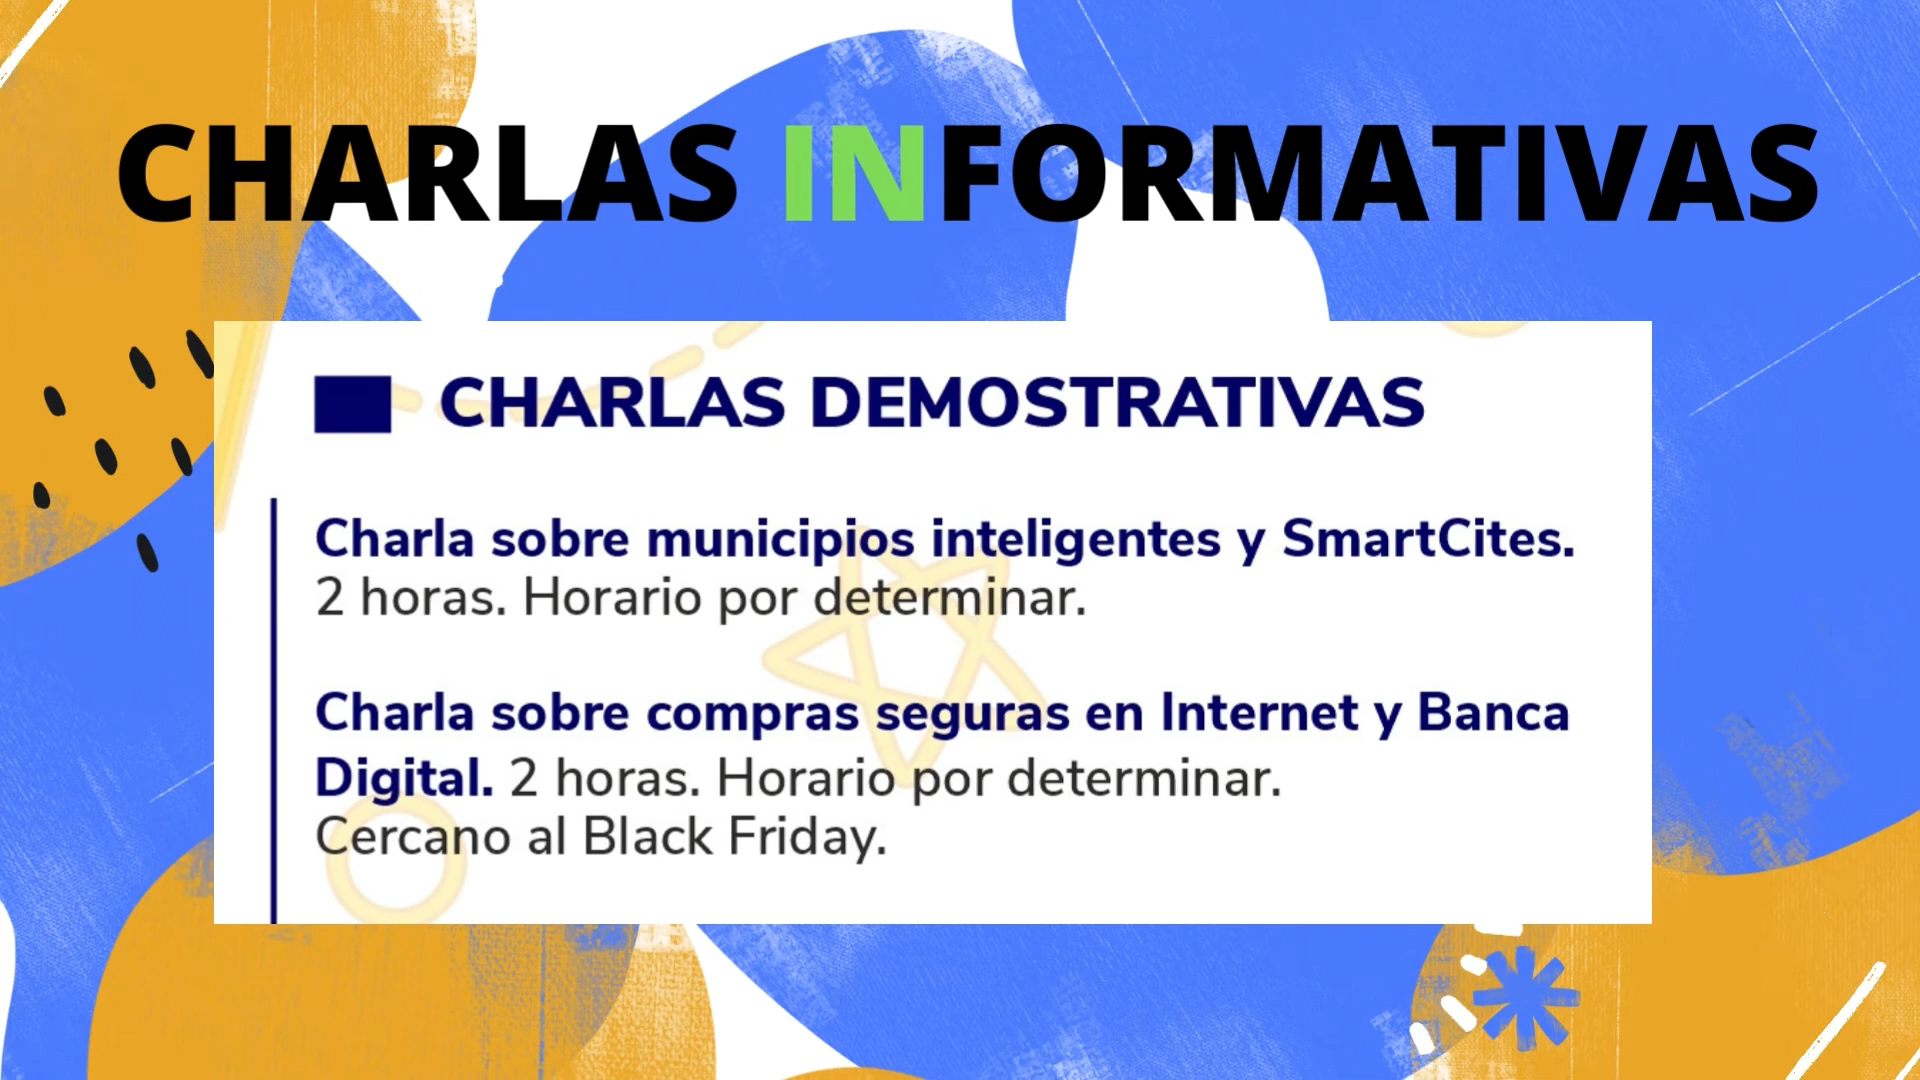 CHARLAS INFORMATIVAS
CHARLAS DEMOSTRATIVAS
Charla sobre municipios inteligentes y SmartCites.
2 horas. Horario por determinar.
Charla sobre compras seguras en Internet y Banca
Digital. 2 horas. Horario por determinar.
Cercano al Black Friday.